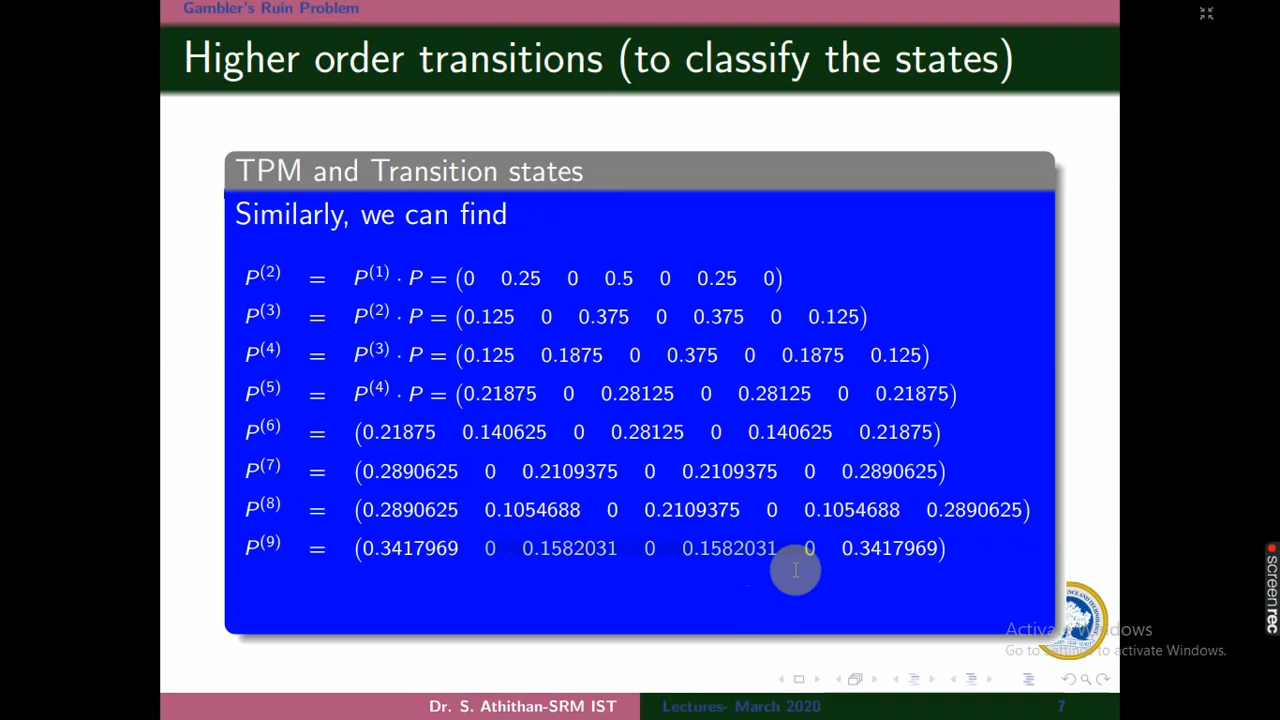 Gambler's Ruin Problem
Higher order transitions (to classify the states)
TPM and Transition states
Similarly, we can find
P(2) = P(1) · P = (0 0.25 0 0.5 0 0.25 0)
P(3) = P(2) · P = (0.125 0 0.375 0 0.375 0 0.125)
P(4) = P(3) · P = (0.125 0.1875 0 0.375 0 0.1875 0.125)
P(5) = P(4) · P = (0.21875 0 0.28125 0 0.28125 0 0.21875)
P(6) = (0.21875 0.140625 0 0.28125 0 0.140625 0.21875)
P(7) = (0.2890625 0 0.2109375 0 0.2109375 0 0.2890625)
P(8) = (0.2890625 0.1054688 0 0.2109375 0 0.1054688 0.2890625)
P(9) = (0.3417969 0 0.1582031 0 0.1582031 0 0.3417969)
screenrec
Activate Windows
Go to Settings to activate Windows.
Dr. S. Athithan-SRM IST Lectures- March 2020 7